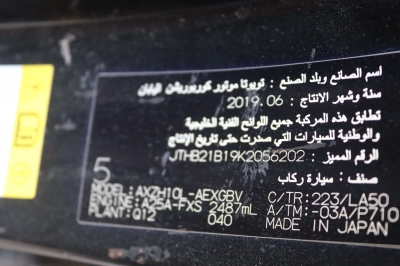 اسم الصانع وبلد الصنع : تويوتا موتور كوربوريشن اليابان
سنة وشهر الانتاج : 2019.06
تطابق هذه المركبة جميع اللوائح الفنية الخليجية
والوطنية للسيارات التي صدرت حتى تاريخ الإنتاج
الرقم المميز : JTHB21B19K2056202
صنف : سيارة ركاب
5
MODEL: AXZH10L-AEXGBV C/TR: 223/LA50
ENGINE: A25A-FXS 2487mL A/TM: -03A/P710
PLANT: Q12 040 MADE IN JAPAN